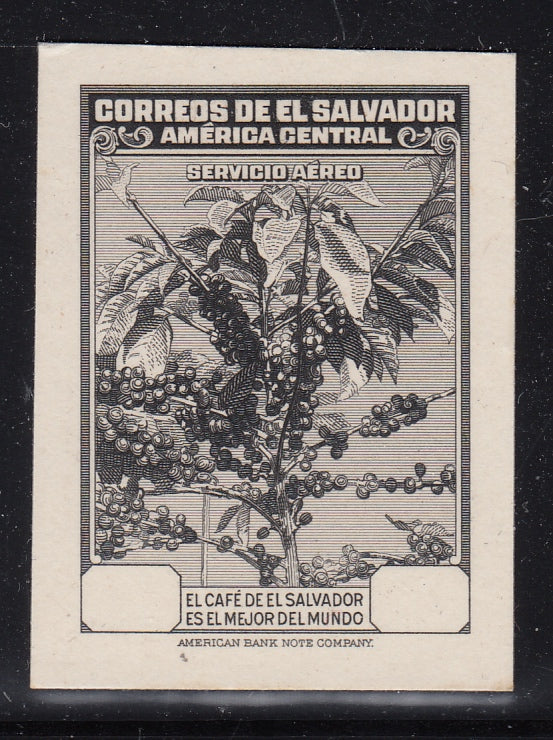 CORREOS DE EL SALVADOR
AMÉRICA CENTRAL
SERVICIO AÉREO
EL CAFÉ DE EL SALVADOR
ES EL MEJOR DEL MUNDO
AMERICAN BANK NOTE COMPANY.